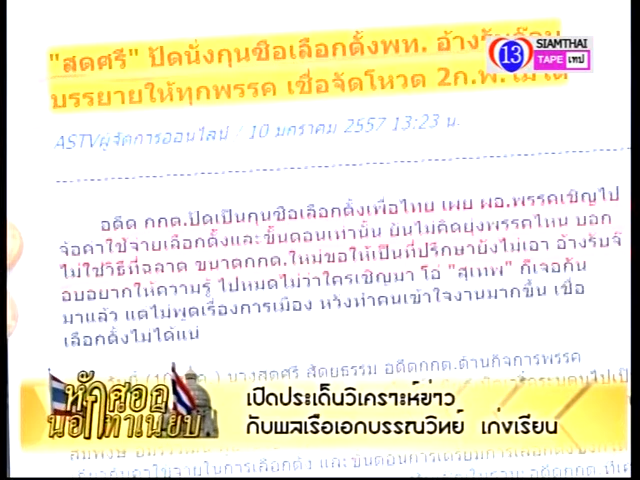 "สดศรี" ปัดนั่งกุนซือเลือกตั้งพท. อ้างรับ
13
SIAMTHAI
TAPE เทป
บรรยายให้ทุกพรรค เชื่อจัดโหวต 2ก.พ.ไม่ได้
ASTVผู้จัดการออนไลน์ / 10 มกราคม 2557 13:23 น.
อดีต กกต.ปัดเป็นกุนซือเลือกตั้งเพื่อไทย เผย ผอ.พรรคเชิญไป
จ้อคาใช้จ่ายเลือกตั้งและขั้นตอนเท่านั้น ยันไม่คิดยุ่งพรรคไหน บอก
ไม่ใช่วิธีที่ฉลาด ขนาดกกต.ใหม่ขอให้เป็นที่ปรึกษายังไม่เอา อ้างรับจ๊
อบอยากให้ความรู้ ไปหมดไม่ว่าใครเชิญมา โอ่ "สุเทพ" ก็เจอกัน
มาแล้ว แต่ไม่พูดเรื่องการเมือง หวังทำคนเข้าใจงานมากขึ้น เชื่อ
เลือกตั้งไม่ได้แน่
นางสดศรี สัตยธรรม อดีตกกต.ด้านกิจการพรรค
หักศอก
นอกทำเนียบ
เปิดประเด็นวิเคราะห์ข่าว
กับพลเรือเอกบรรณวิทย์ เก่งเรียน